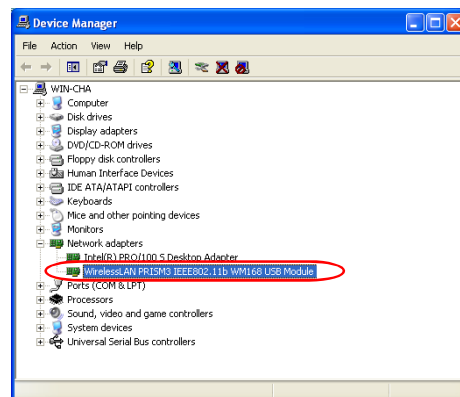 Device Manager
File Action View Help
WIN-CHA
Computer
Disk drives
Display adapters
DVD/CD-ROM drives
Floppy disk controllers
Human Interface Devices
IDE ATA/ATAPI controllers
Keyboards
Mice and other pointing devices
Monitors
Network adapters
Intel(R) PRO/100 S Desktop Adapter
WirelessLAN PRISM3 IEEE802.11b WM168 USB Module
Ports (COM & LPT)
Processors
Sound, video and game controllers
System devices
Universal Serial Bus controllers